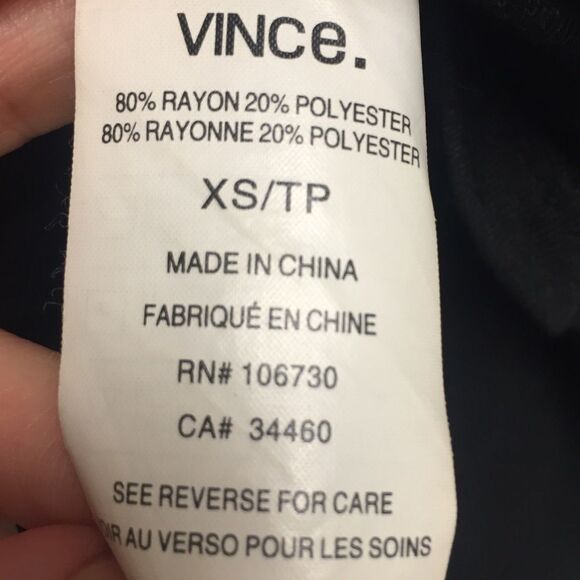 VINCe.
80% RAYON 20% POLYESTER
80% RAYONNE 20% POLYESTER
XS/TP
MADE IN CHINA
FABRIQUÉ EN CHINE
RN# 106730
CA# 34460
SEE REVERSE FOR CARE
AU VERSO POUR LES SOINS